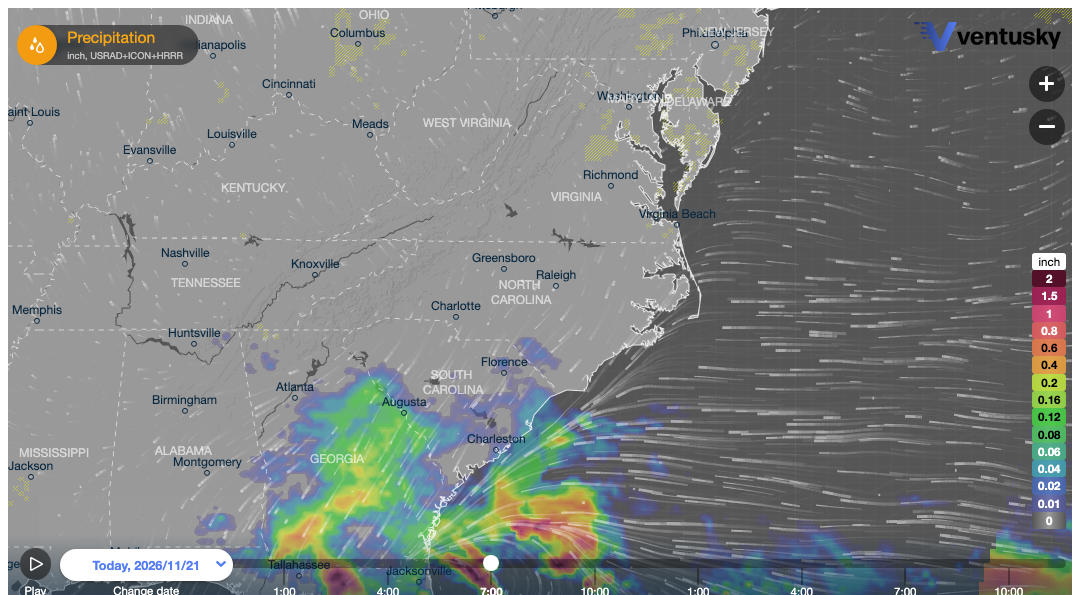 Precipitation
inch, USRAD+ICON+HRRR
ventusky
INDIANA
OHIO
Columbus
Philadelphia
NEW JERSEY
Cincinnati
Washington
DELAWARE
aint Louis
Meads
WEST VIRGINIA
Louisville
Evansville
Richmond
KENTUCKY
VIRGINIA
Virginia Beach
Nashville
Knoxville
Greensboro
Raleigh
TENNESSEE
NORTH
CAROLINA
Memphis
Charlotte
Huntsville
Florence
SOUTH
CAROLINA
Atlanta
Birmingham
Augusta
Charleston
MISSISSIPPI
ALABAMA
GEORGIA
Jackson
Montgomery
Tallahassee
Jacksonville
inch
2
1.5
1
0.8
0.6
0.4
0.2
0.16
0.12
0.08
0.06
0.04
0.02
0.01
0
Today, 2026/11/21
Play
Change date
1:00
4:00
7:00
10:00
1:00
4:00
7:00
10:00